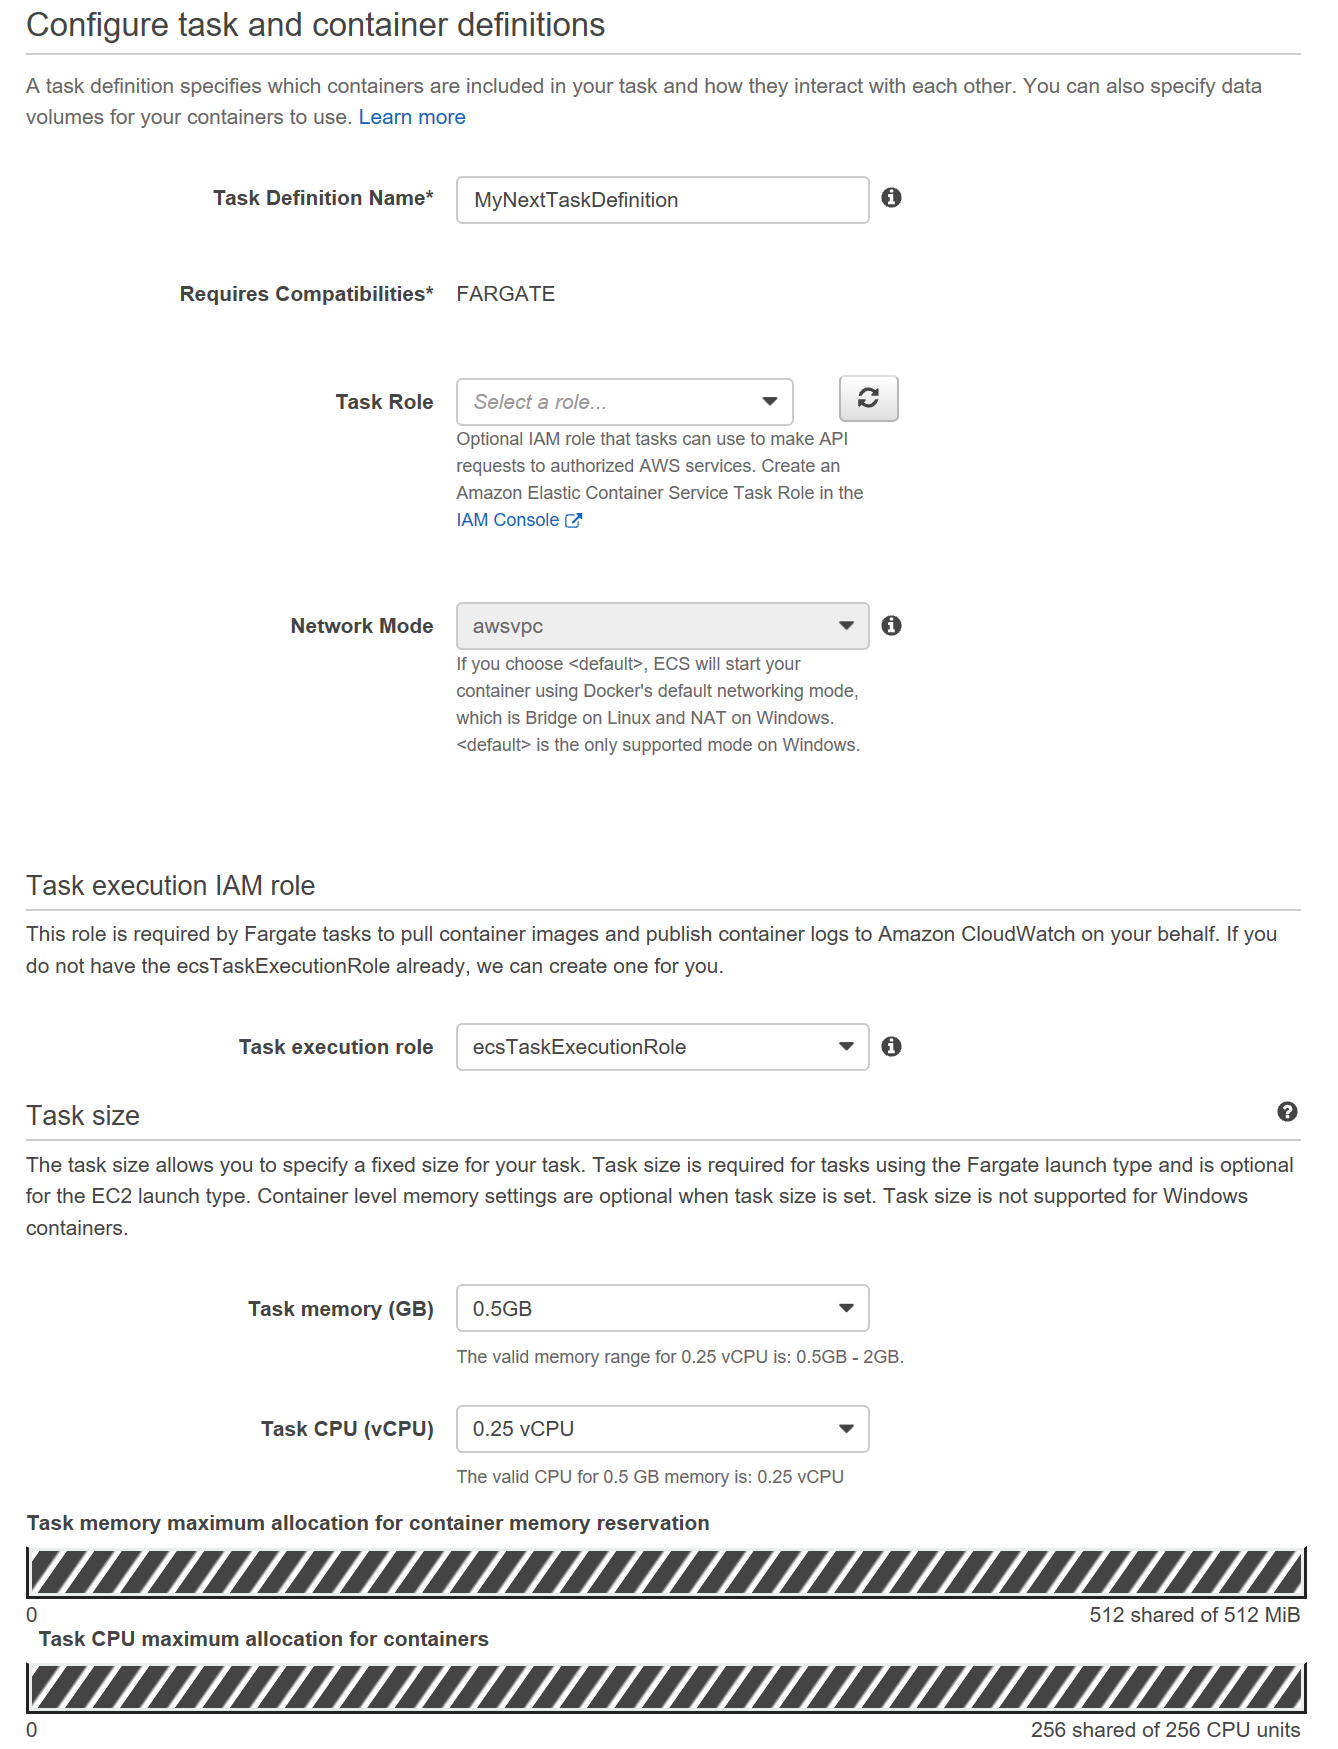 Configure task and container definitions
A task definition specifies which containers are included in your task and how they interact with each other. You can also specify data
volumes for your containers to use. Learn more
Task Definition Name* MyNextTaskDefinition
Requires Compatibilities* FARGATE
Task Role Select a role...
Optional IAM role that tasks can use to make API
requests to authorized AWS services. Create an
Amazon Elastic Container Service Task Role in the
IAM Console
Network Mode awsvpc
If you choose <default>, ECS will start your
container using Docker's default networking mode,
which is Bridge on Linux and NAT on Windows.
<default> is the only supported mode on Windows.
Task execution IAM role
This role is required by Fargate tasks to pull container images and publish container logs to Amazon CloudWatch on your behalf. If you
do not have the ecsTaskExecutionRole already, we can create one for you.
Task execution role ecsTaskExecutionRole
Task size
The task size allows you to specify a fixed size for your task. Task size is required for tasks using the Fargate launch type and is optional
for the EC2 launch type. Container level memory settings are optional when task size is set. Task size is not supported for Windows
containers.
Task memory (GB) 0.5GB
The valid memory range for 0.25 vCPU is: 0.5GB - 2GB.
Task CPU (vCPU) 0.25 vCPU
The valid CPU for 0.5 GB memory is: 0.25 vCPU
Task memory maximum allocation for container memory reservation
0 512 shared of 512 MiB
Task CPU maximum allocation for containers
0 256 shared of 256 CPU units